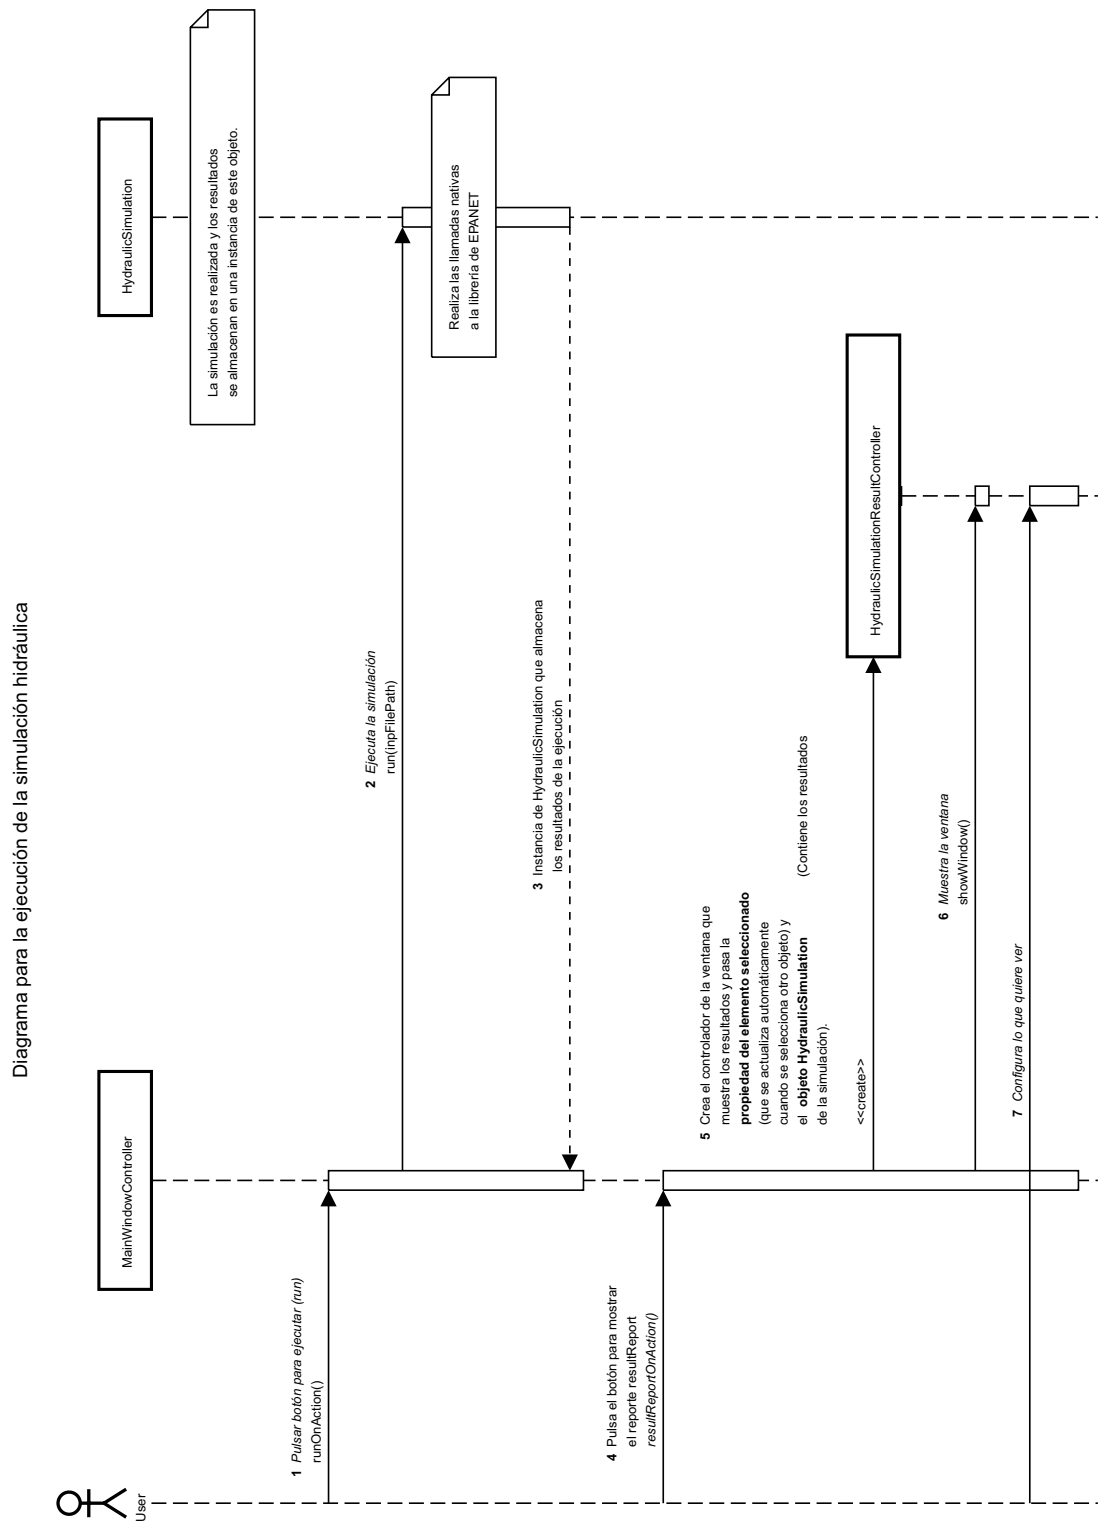 Diagrama para la ejecución de la simulación hidráulica
User
MainWindowController
HydraulicSimulation
La simulación es realizada y los resultados
se almacenan en una instancia de este objeto.
1 Pulsar botón para ejecutar (run)
runOnAction()
2 Ejecuta la simulación
run(inpFilePath)
Realiza las llamadas nativas
a la librería de EPANET
3 Instancia de HydraulicSimulation que almacena
los resultados de la ejecución
4 Pulsa el botón para mostrar
el reporte resultReport
resultReportOnAction()
5 Crea el controlador de la ventana que
muestra los resultados y pasa la
propiedad del elemento seleccionado
(que se actualiza automáticamente
cuando se selecciona otro objeto) y
el objeto HydraulicSimulation (Contiene los resultados
de la simulación).
<<create>>
HydraulicSimulationResultController
6 Muestra la ventana
showWindow()
7 Configura lo que quiere ver